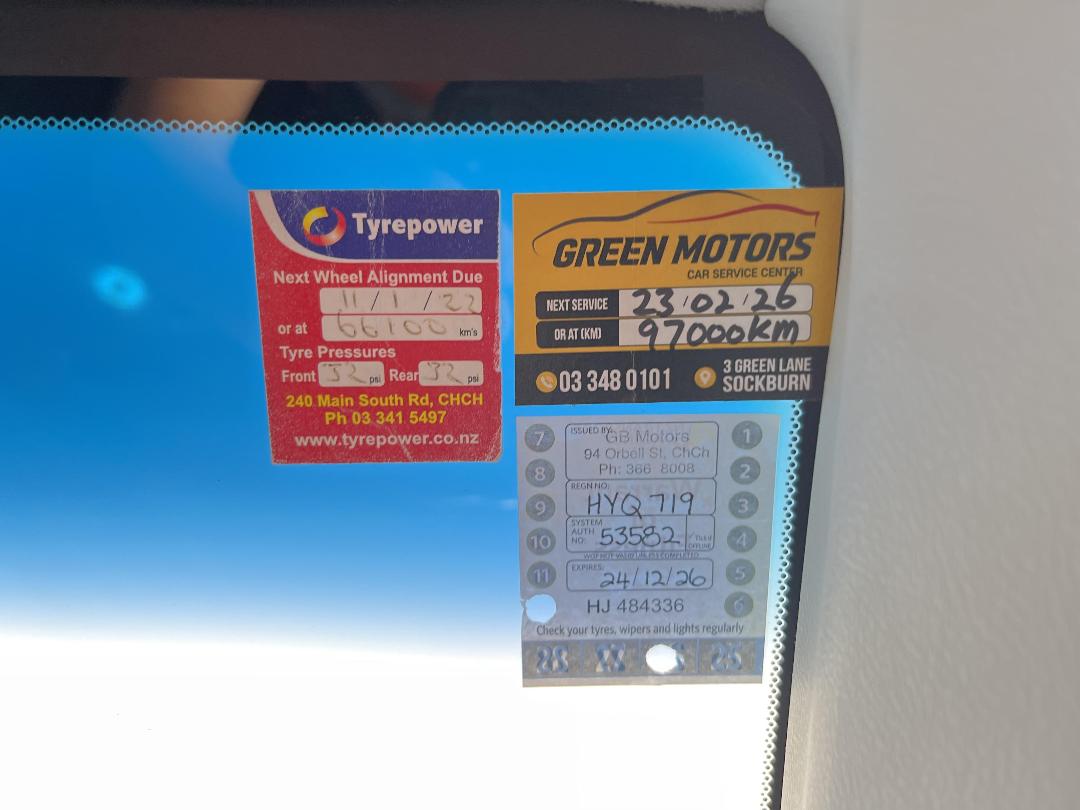 Tyrepower
Next Wheel Alignment Due
11 / 1 / 22
or at 66100 km's
Tyre Pressures
Front 32 psi Rear 32 psi
240 Main South Rd, CHCH
Ph 03 341 5497
www.tyrepower.co.nz
GREEN MOTORS
CAR SERVICE CENTER
NEXT SERVICE 23/02/26
OR AT (KM) 97000km
03 348 0101
3 GREEN LANE
SOCKBURN
ISSUED BY: GB Motors
94 Orbell St, ChCh
Ph: 366 8008
REGN NO:
HYQ 719
SYSTEM
AUTH
NO: 53582
WOF NOT VALID UNLESS COMPLETED
EXPIRES:
24/12/26
HJ 484336
Check your tyres, wipers and lights regularly
7
8
9
10
11
1
2
3
4
5
6